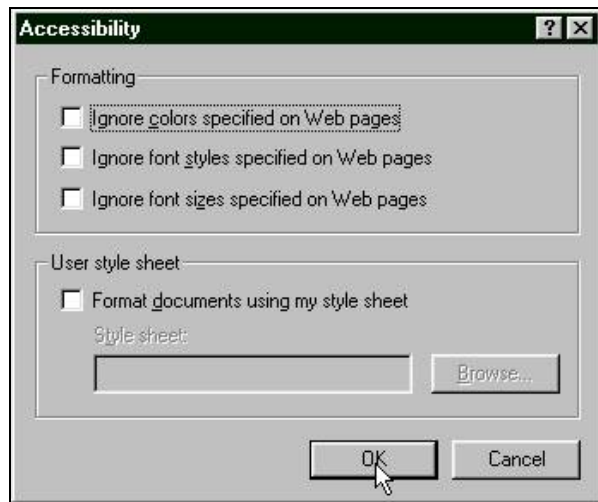 Accessibility
Formatting
Ignore colors specified on Web pages
Ignore font styles specified on Web pages
Ignore font sizes specified on Web pages
User style sheet
Format documents using my style sheet
Style sheet:
Browse...
OK Cancel